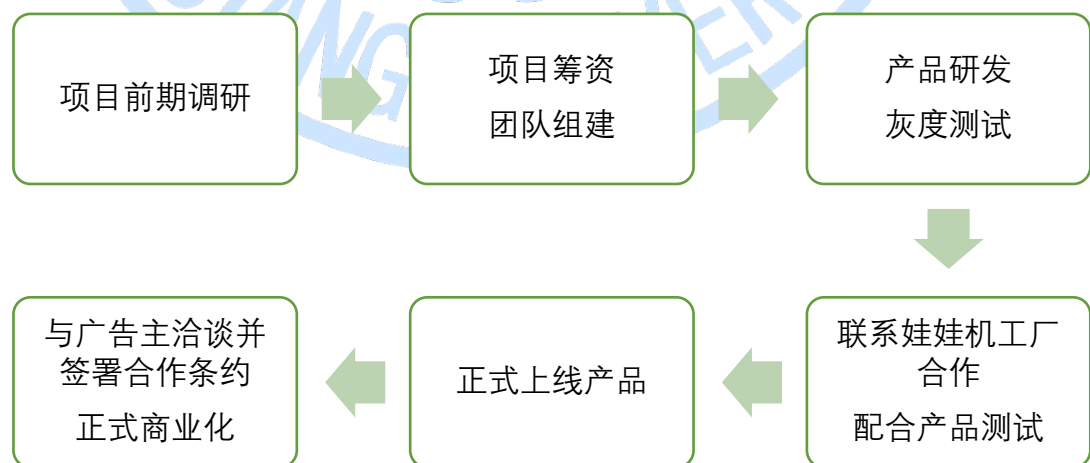 项目前期调研
项目筹资
团队组建
产品研发
灰度测试
联系娃娃机工厂
合作
配合产品测试
正式上线产品
与广告主洽谈并
签署合作条约
正式商业化